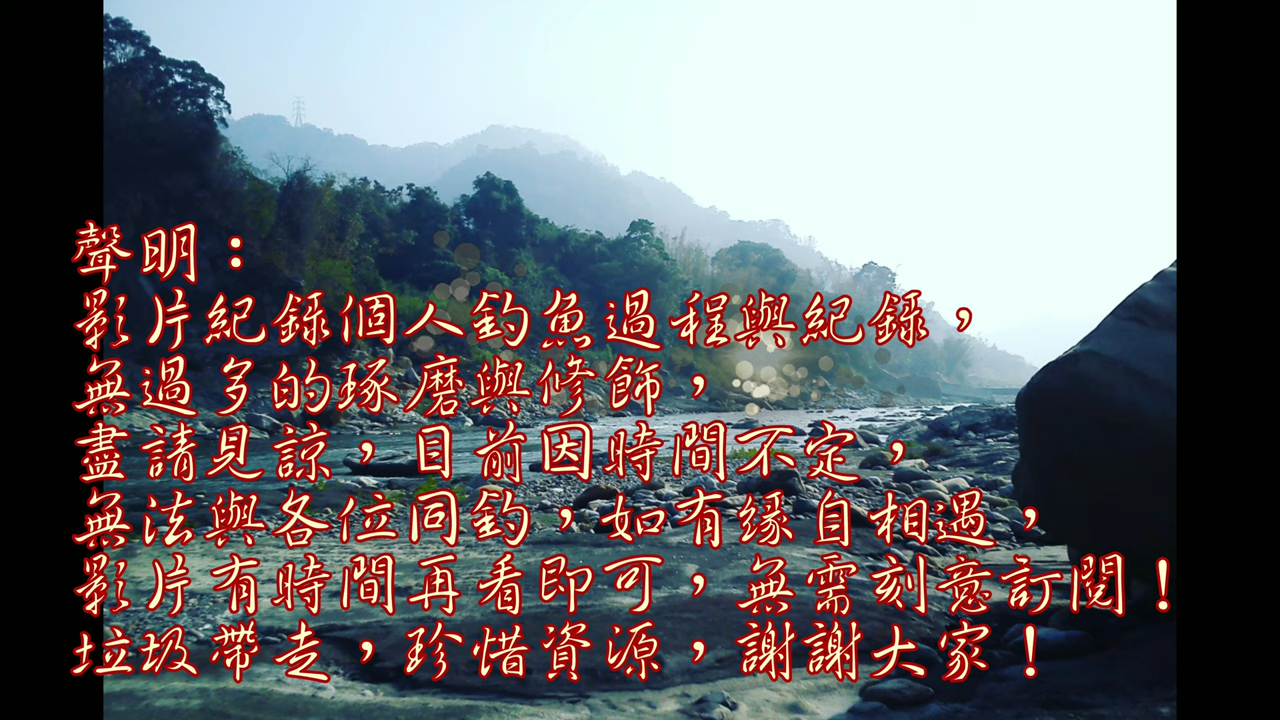 聲明：
影片紀錄個人釣魚過程與紀錄，
無過多的琢磨與修飾，
盡請見諒，目前因時間不定，
無法與各位同釣，如有緣自相遇，
影片有時間再看即可，無需刻意訂閱！
垃圾帶走，珍惜資源，謝謝大家！